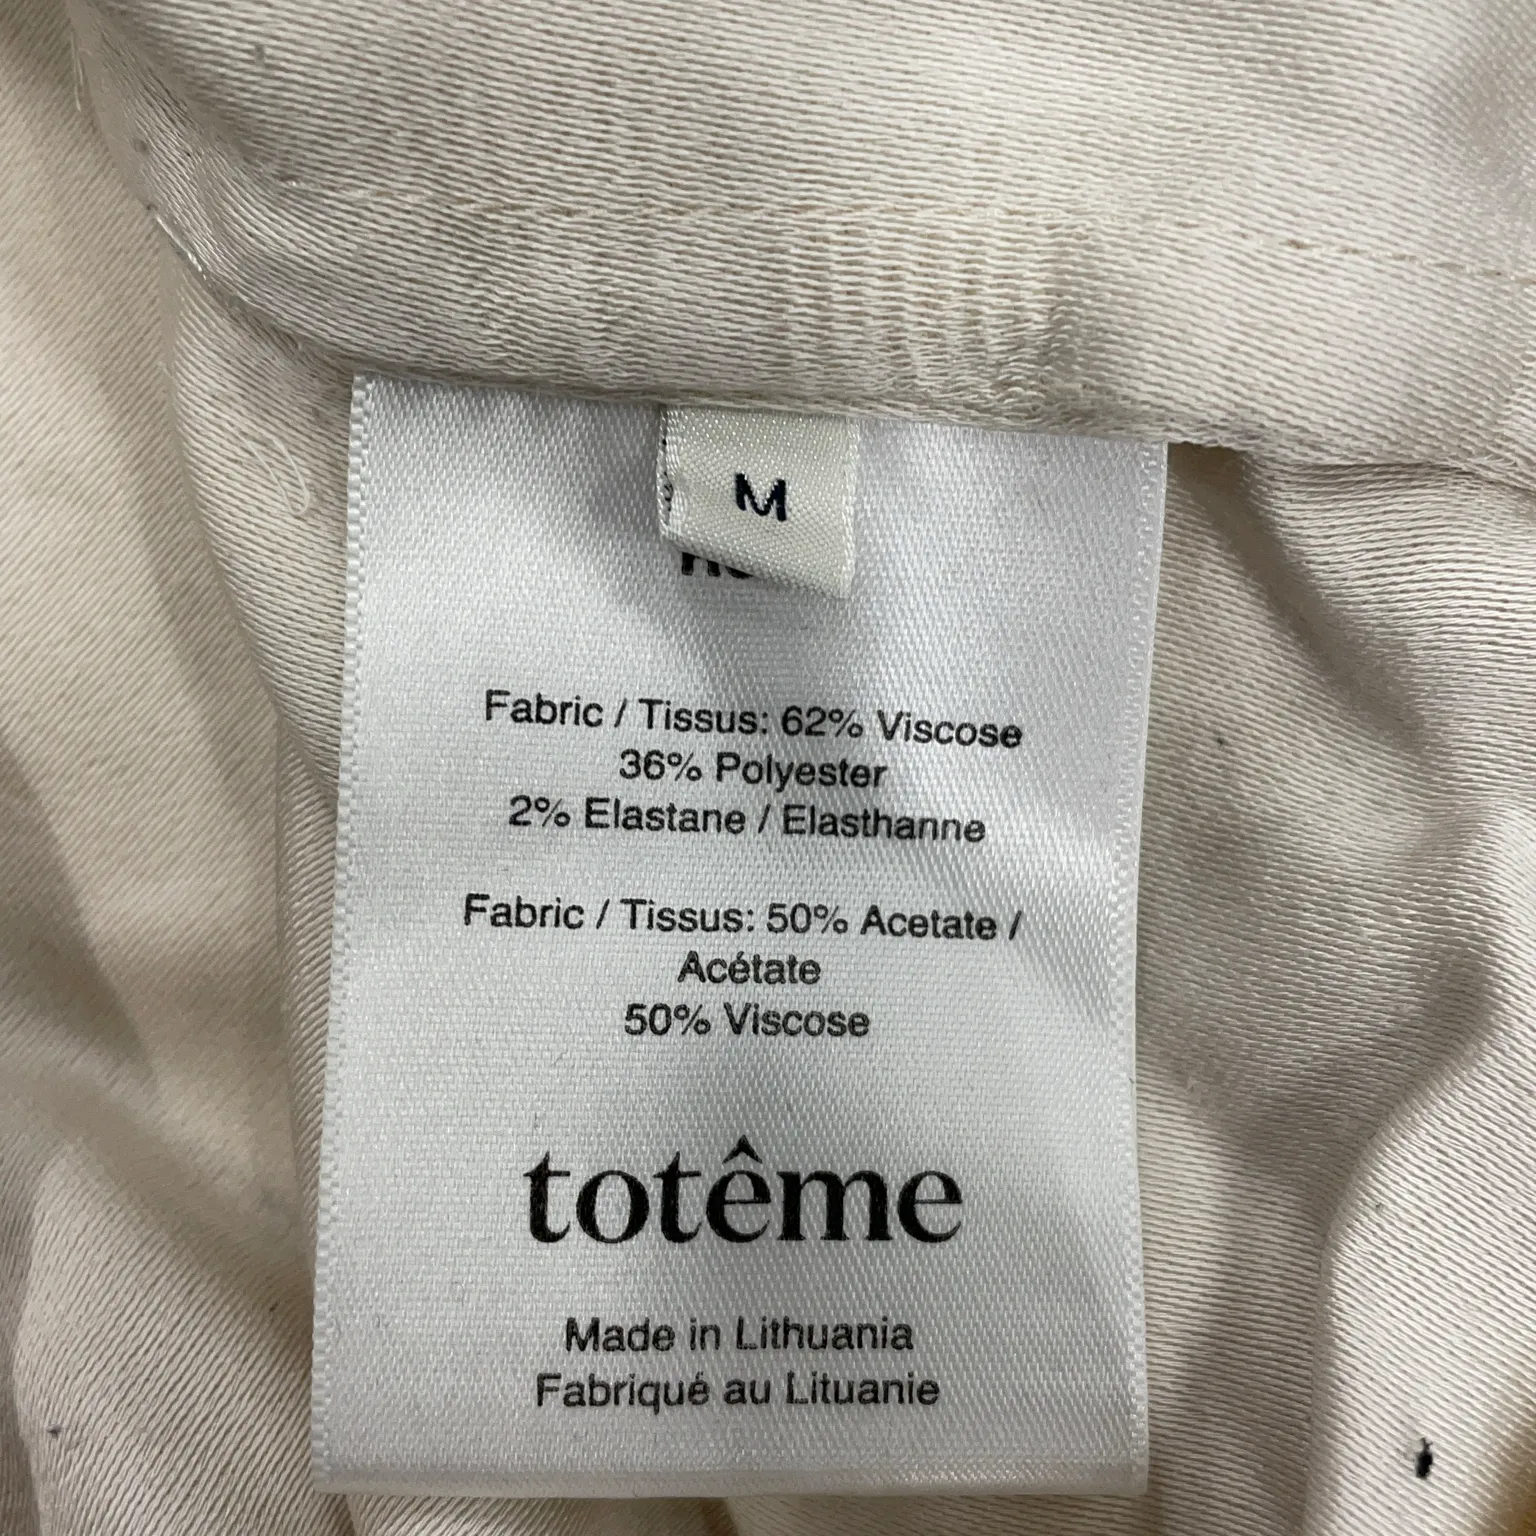 M
Fabric / Tissus: 62% Viscose
36% Polyester
2% Elastane / Elasthanne
Fabric / Tissus: 50% Acetate /
Acétate
50% Viscose
totême
Made in Lithuania
Fabriqué au Lituanie